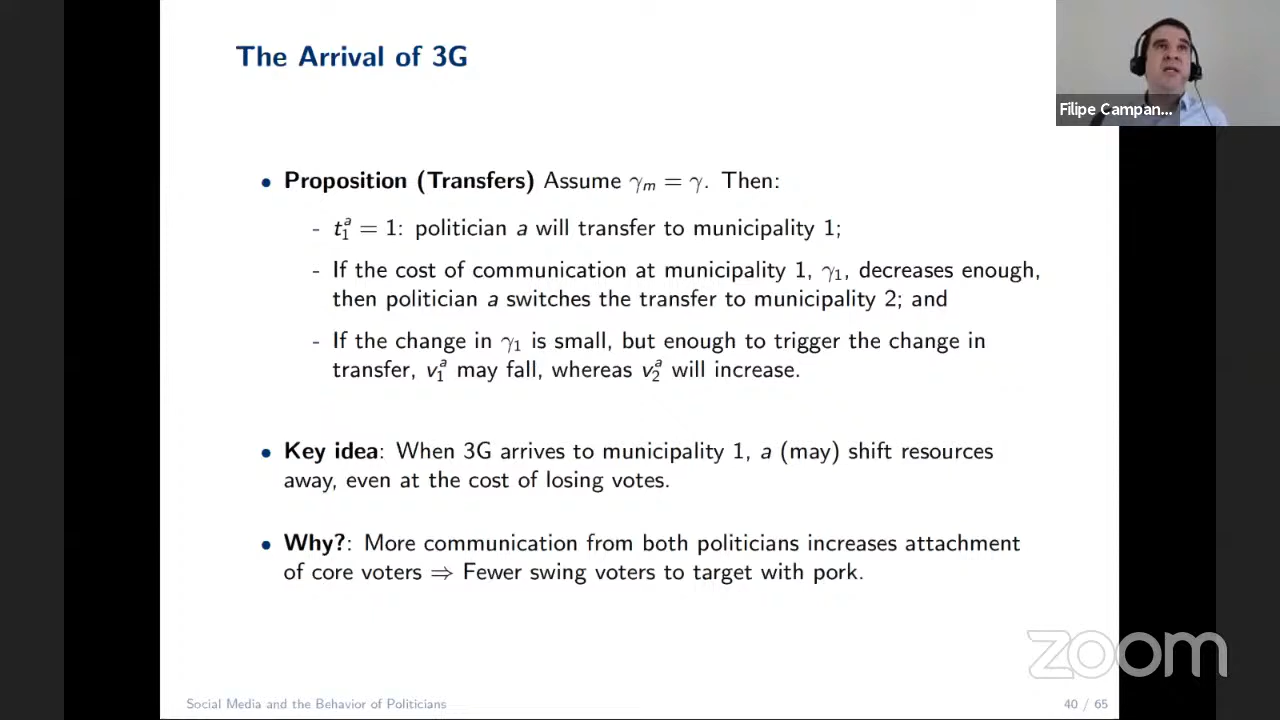 The Arrival of 3G
Filipe Campan...
• Proposition (Transfers) Assume γₘ = γ. Then:
- t₁ᵃ = 1: politician a will transfer to municipality 1;
- If the cost of communication at municipality 1, γ₁, decreases enough,
then politician a switches the transfer to municipality 2; and
- If the change in γ₁ is small, but enough to trigger the change in
transfer, v₁ᵃ may fall, whereas v₂ᵃ will increase.
• Key idea: When 3G arrives to municipality 1, a (may) shift resources
away, even at the cost of losing votes.
• Why?: More communication from both politicians increases attachment
of core voters ⇒ Fewer swing voters to target with pork.
zoom
Social Media and the Behavior of Politicians
40 / 65